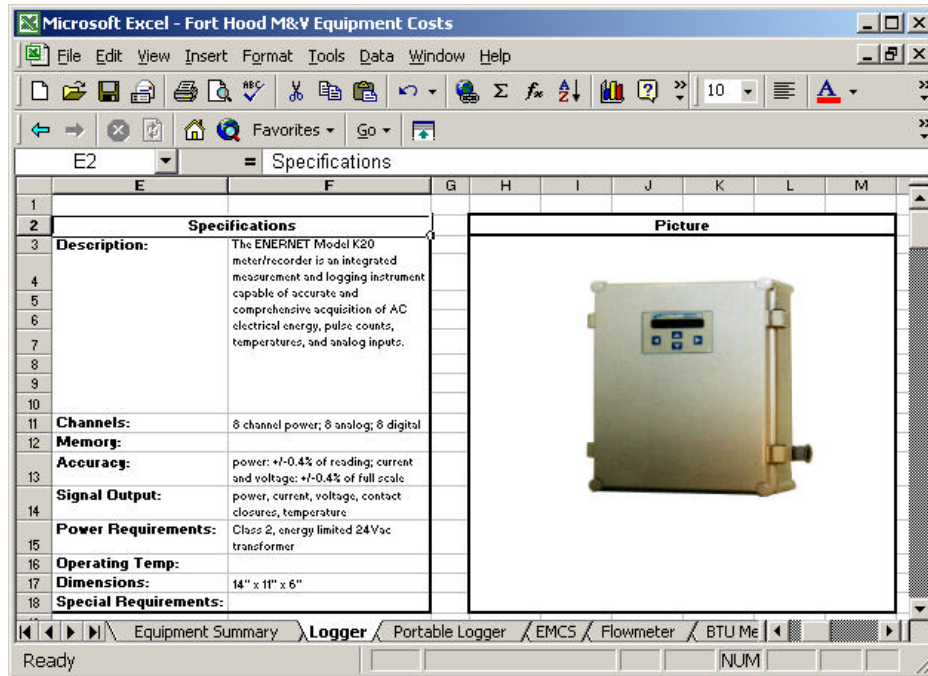 Microsoft Excel - Fort Hood M&V Equipment Costs
File Edit View Insert Format Tools Data Window Help
ABC
10
A
Favorites
Go
E2
= Specifications
E F G H I J K L M
1
2 Specifications Picture
3 Description: The ENERNET Model K20
meter/recorder is an integrated
4 measurement and logging instrument
5 capable of accurate and
comprehensive acquisition of AC
6 electrical energy, pulse counts,
7 temperatures, and analog inputs.
8
9
10
11 Channels: 8 channel power; 8 analog; 8 digital
12 Memory:
Accuracy: power: +/-0.4% of reading; current
13 and voltage: +/-0.4% of full scale
Signal Output: power, current, voltage, contact
14 closures, temperature
Power Requirements: Class 2, energy limited 24Vac
15 transformer
16 Operating Temp:
17 Dimensions: 14" x 11" x 6"
18 Special Requirements:
Equipment Summary Logger Portable Logger EMCS Flowmeter BTU Me
Ready NUM